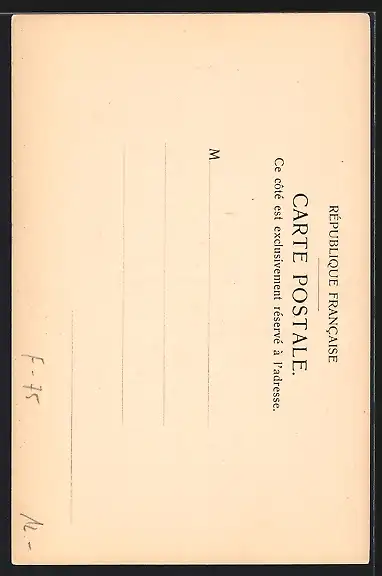 RÉPUBLIQUE FRANÇAISE
CARTE POSTALE.
Ce côté est exclusivement réservé à l'adresse.
M
F-75
12.-